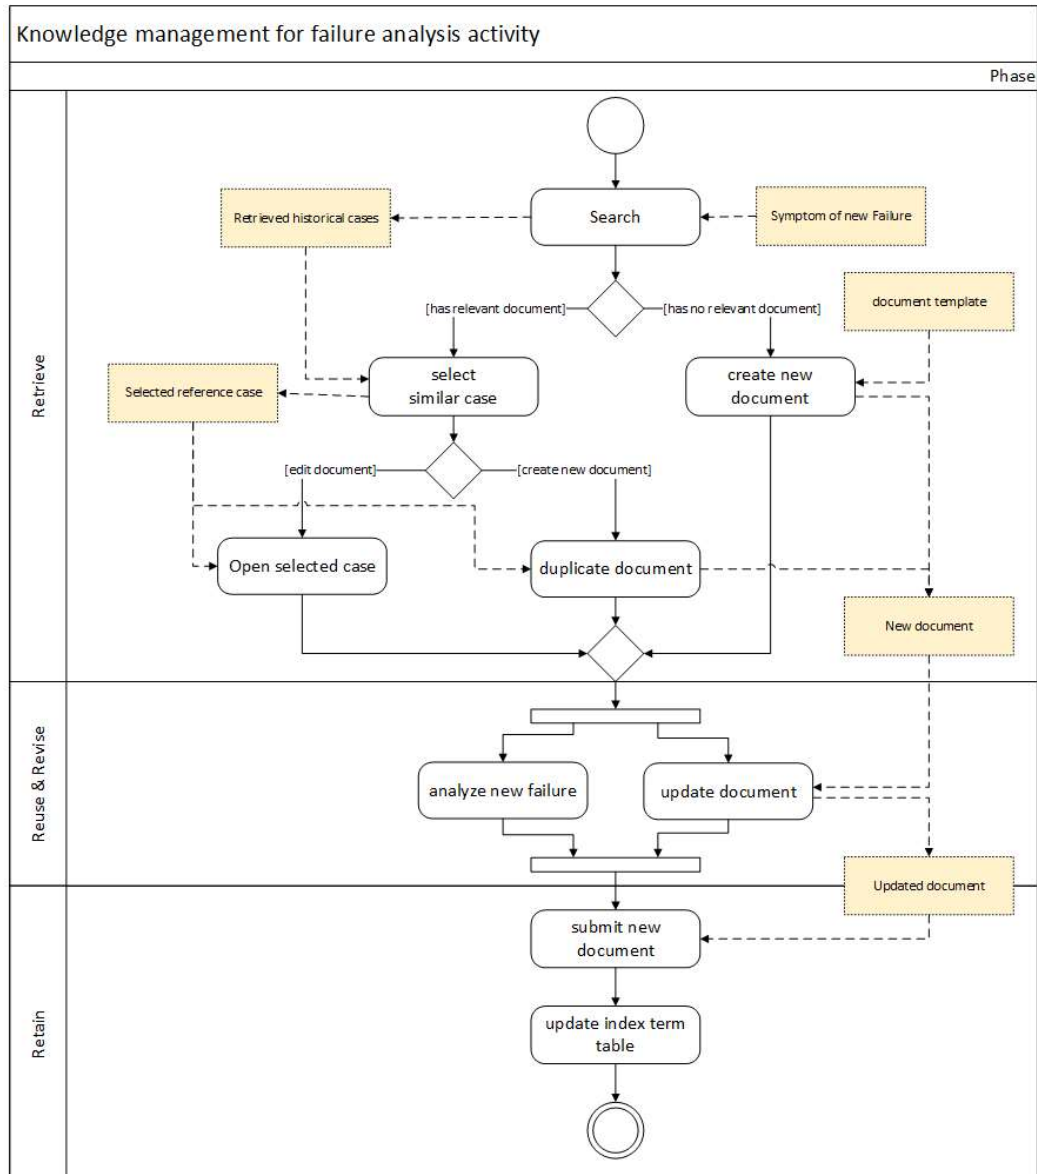 Knowledge management for failure analysis activity
Phase
Retrieve
Search
Retrieved historical cases
Symptom of new Failure
[has relevant document]
[has no relevant document]
document template
select
similar case
create new
document
Selected reference case
[edit document]
[create new document]
Open selected case
duplicate document
New document
Reuse & Revise
analyze new failure
update document
Updated document
Retain
submit new
document
update index term
table